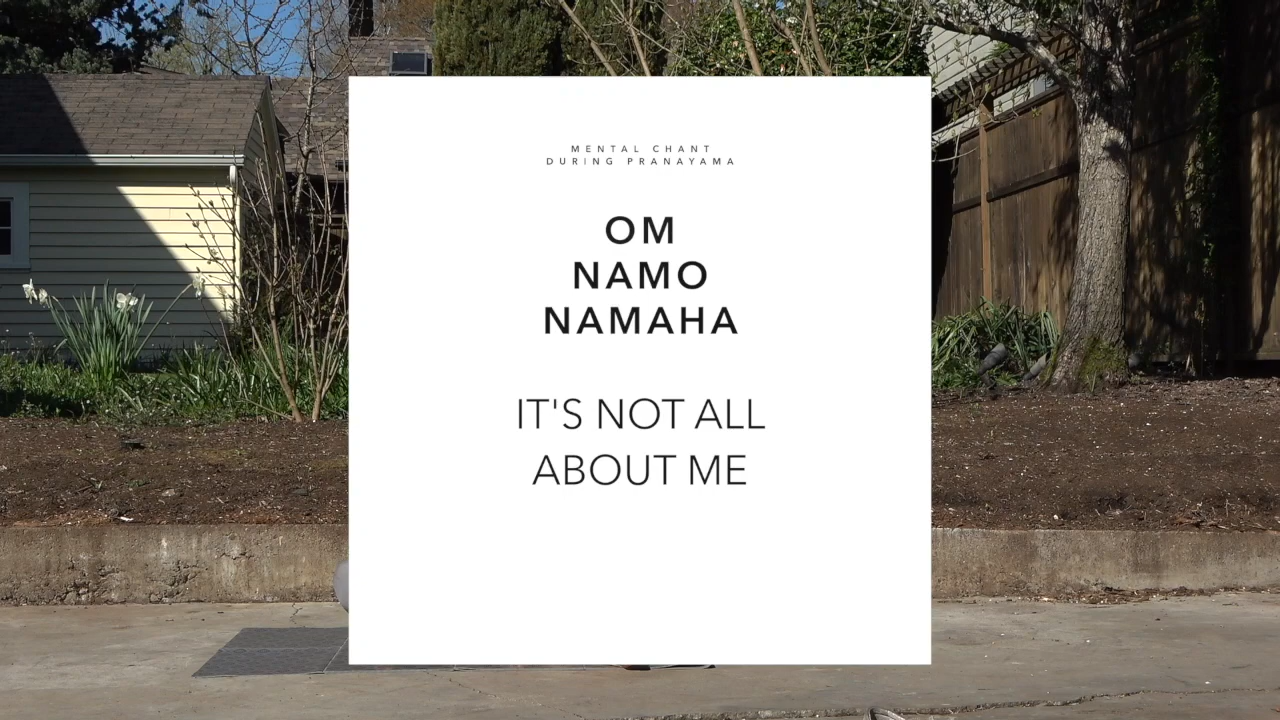 MENTAL CHANT
DURING PRANAYAMA
OM
NAMO
NAMAHA
IT'S NOT ALL
ABOUT ME